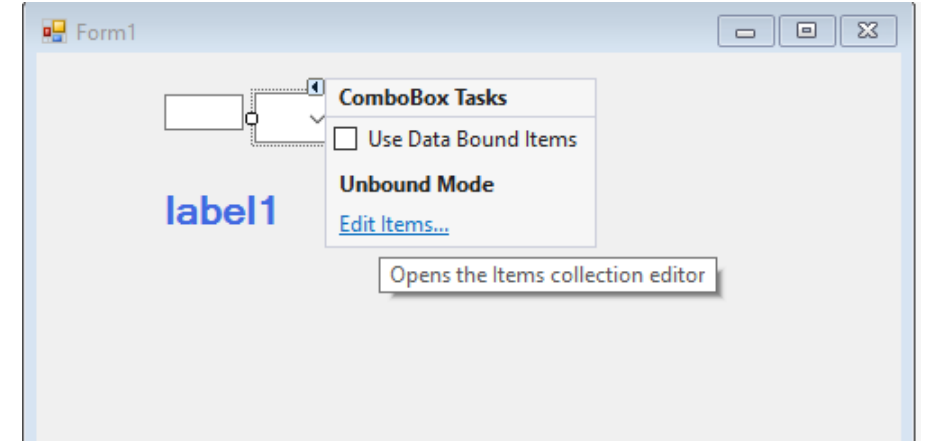 Form1
ComboBox Tasks
Use Data Bound Items
Unbound Mode
label1
Edit Items...
Opens the Items collection editor